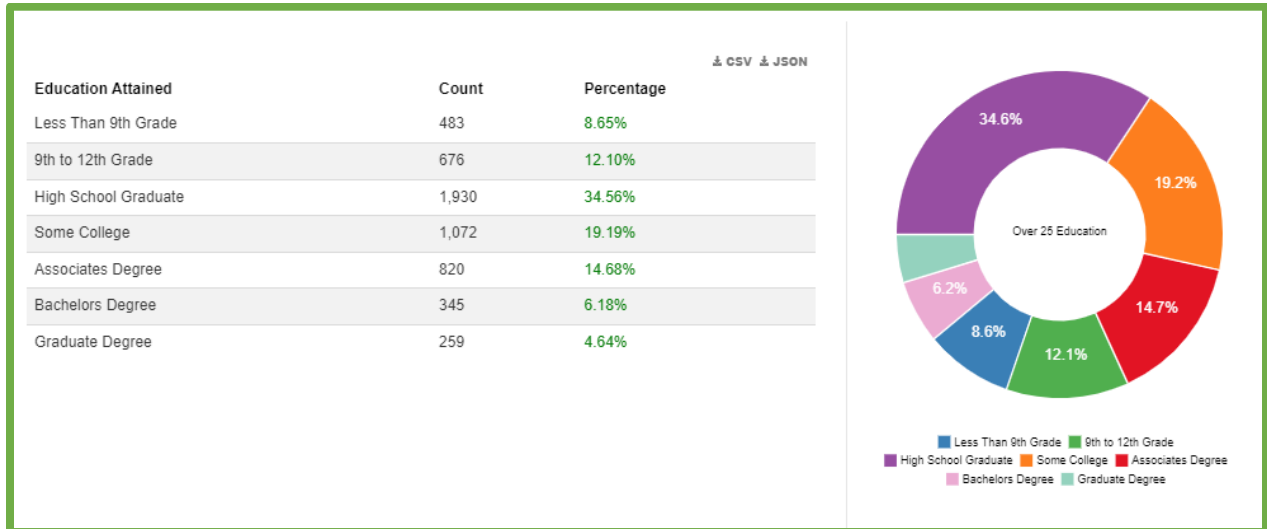 CSV JSON
Education Attained Count Percentage
Less Than 9th Grade 483 8.65%
9th to 12th Grade 676 12.10%
High School Graduate 1,930 34.56%
Some College 1,072 19.19%
Associates Degree 820 14.68%
Bachelors Degree 345 6.18%
Graduate Degree 259 4.64%
34.6%
19.2%
Over 25 Education
6.2%
14.7%
8.6%
12.1%
Less Than 9th Grade 9th to 12th Grade
High School Graduate Some College Associates Degree
Bachelors Degree Graduate Degree